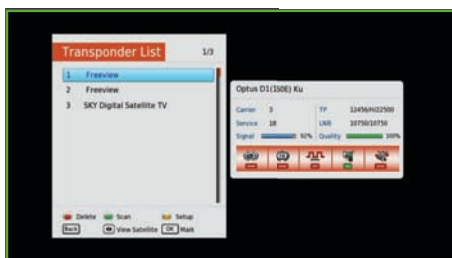 Transponder List 1/3
1 Freeview
2 Freeview
3 SKY Digital Satellite TV
Delete Scan Setup
Back View Satellite OK Mark
Optus D1(150E) Ku
Carrier 3 TP 12456/H/22500
Service 18 LNB 10750/10750
Signal 92% Quality 100%